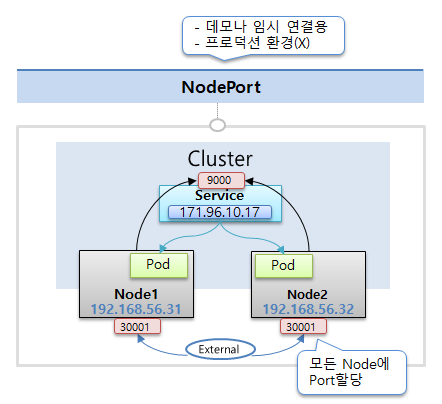 - 데모나 임시 연결용
- 프로덕션 환경(X)
NodePort
Cluster
9000
Service
171.96.10.17
Pod
Pod
Node1
192.168.56.31
Node2
192.168.56.32
30001
30001
External
모든 Node에
Port할당